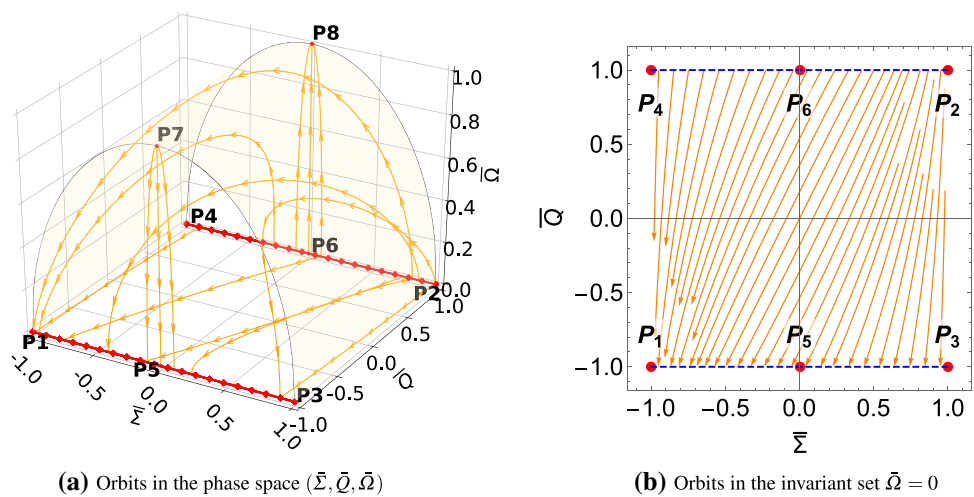 P8
P7
1.0
0.8
0.6
0.4
0.2
0.0
Ω̄
P4
P6
P2
P1
P5
P3
-1.0
-0.5
0.0
0.5
1.0
Σ̄
-1.0
-0.5
0.0
0.5
1.0
Q̄
(a) Orbits in the phase space (Σ̄, Q̄, Ω̄)
1.0
0.5
0.0
−0.5
−1.0
Q̄
P4 P6 P2
P1 P5 P3
−1.0 −0.5 0.0 0.5 1.0
Σ̄
(b) Orbits in the invariant set Ω̄ = 0